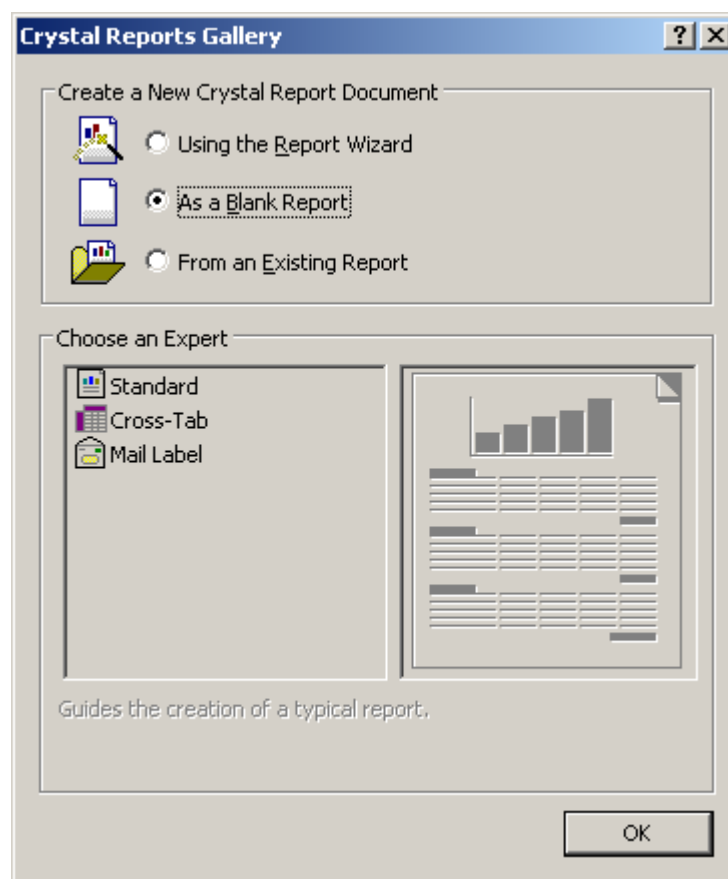 Crystal Reports Gallery
Create a New Crystal Report Document
Using the Report Wizard
As a Blank Report
From an Existing Report
Choose an Expert
Standard
Cross-Tab
Mail Label
Guides the creation of a typical report.
OK